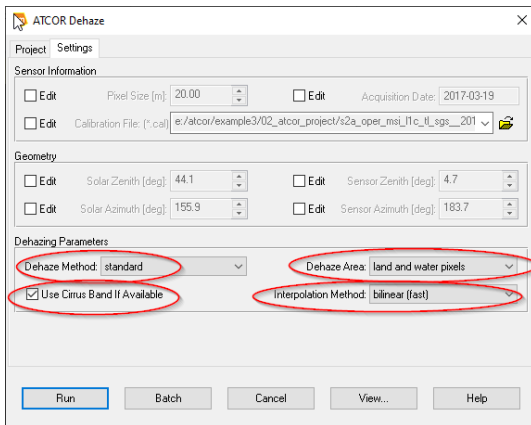 ATCOR Dehaze
Project Settings
Sensor Information
Edit Pixel Size [m]: 20.00 Edit Acquisition Date: 2017-03-19
Edit Calibration File: (*.cal) e:/atcor/example3/02_atcor_project/s2a_oper_msi_l1c_tl_sgs__201
Geometry
Edit Solar Zenith [deg]: 44.1 Edit Sensor Zenith [deg]: 4.7
Edit Solar Azimuth [deg]: 155.9 Edit Sensor Azimuth [deg]: 183.7
Dehazing Parameters
Dehaze Method: standard Dehaze Area: land and water pixels
Use Cirrus Band If Available Interpolation Method: bilinear (fast)
Run Batch Cancel View... Help